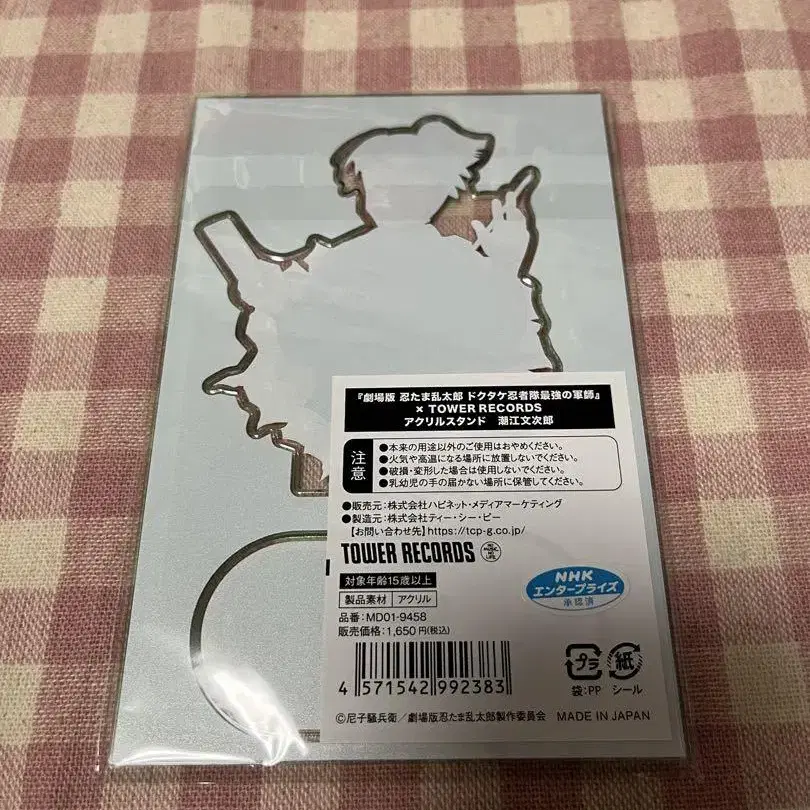 『劇場版 忍たま乱太郎 ドクタケ忍者隊最強の軍師』
× TOWER RECORDS
アクリルスタンド 潮江文次郎
注意
●本来の用途以外のご使用はおやめください。
●火気や高温になる場所に放置しないでください。
●破損・変形した場合は使用しないでください。
●乳幼児の手の届かない場所に保管してください。
●販売元：株式会社ハピネット・メディアマーケティング
●製造元：株式会社ティー・シー・ピー
【お問い合わせ先】https://tcp-g.co.jp/
TOWER RECORDS
対象年齢15歳以上
製品素材 アクリル
品番：MD01-9458
販売価格：1,650円(税込)
NHK
エンタープライズ
承認済
4 571542 992383
プラ 紙
袋：PP シール
©尼子騒兵衛／劇場版忍たま乱太郎製作委員会 MADE IN JAPAN